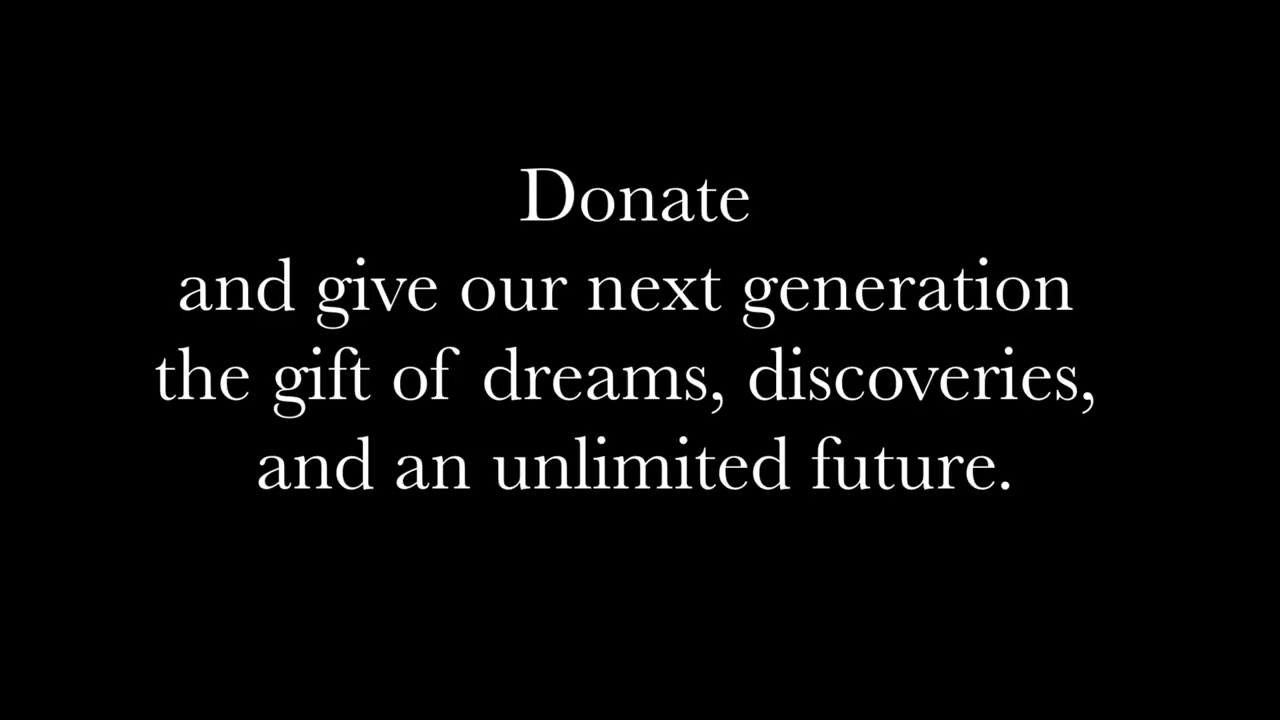 Donate
and give our next generation
the gift of dreams, discoveries,
and an unlimited future.